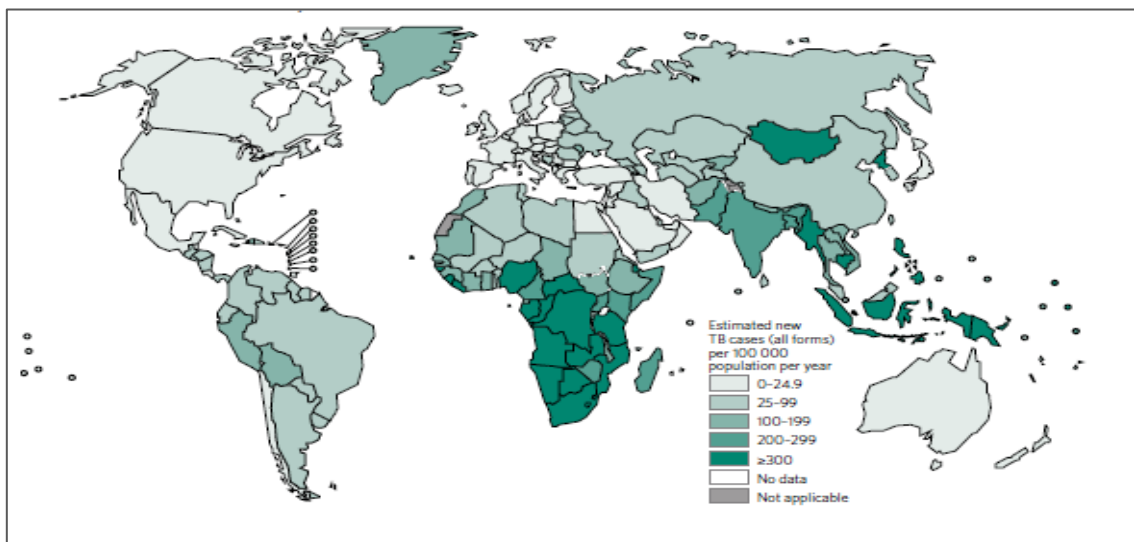 Estimated new
TB cases (all forms)
per 100 000
population per year
0–24.9
25–99
100–199
200–299
≥300
No data
Not applicable